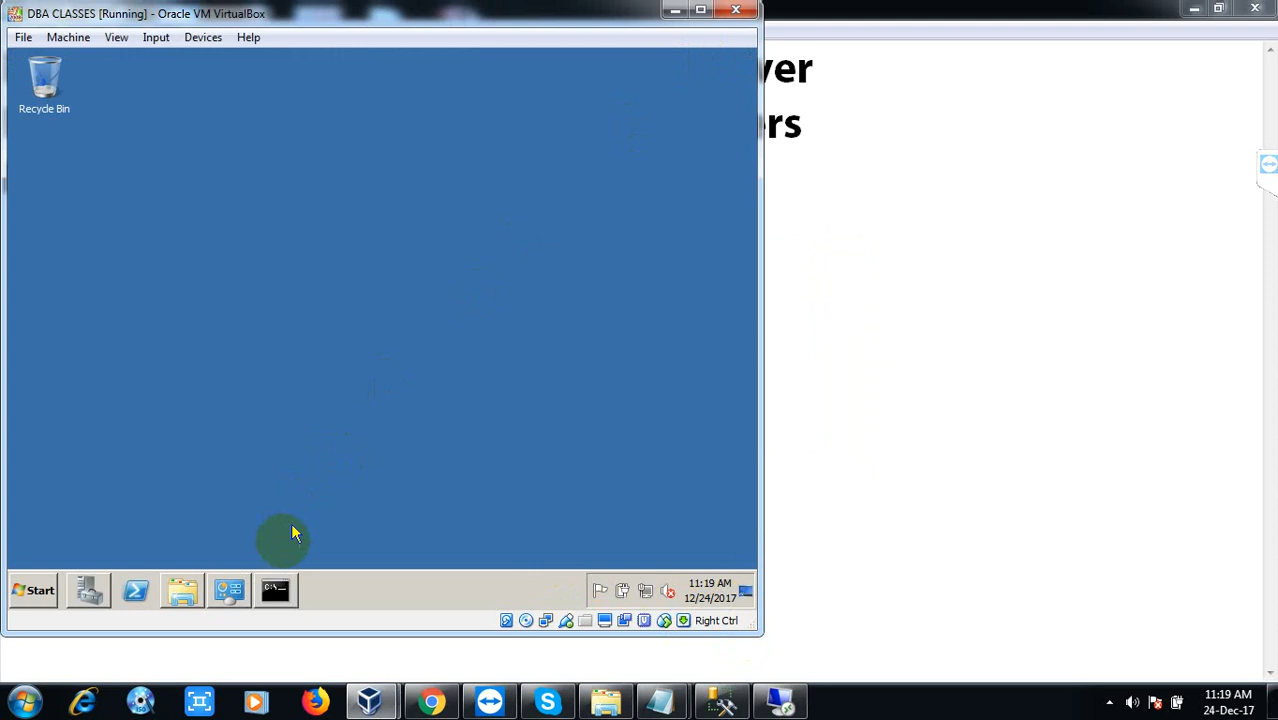 DBA CLASSES [Running] - Oracle VM VirtualBox
File Machine View Input Devices Help
ver
ers
Recycle Bin
Start
C:\_
11:19 AM
12/24/2017
Right Ctrl
11:19 AM
24-Dec-17